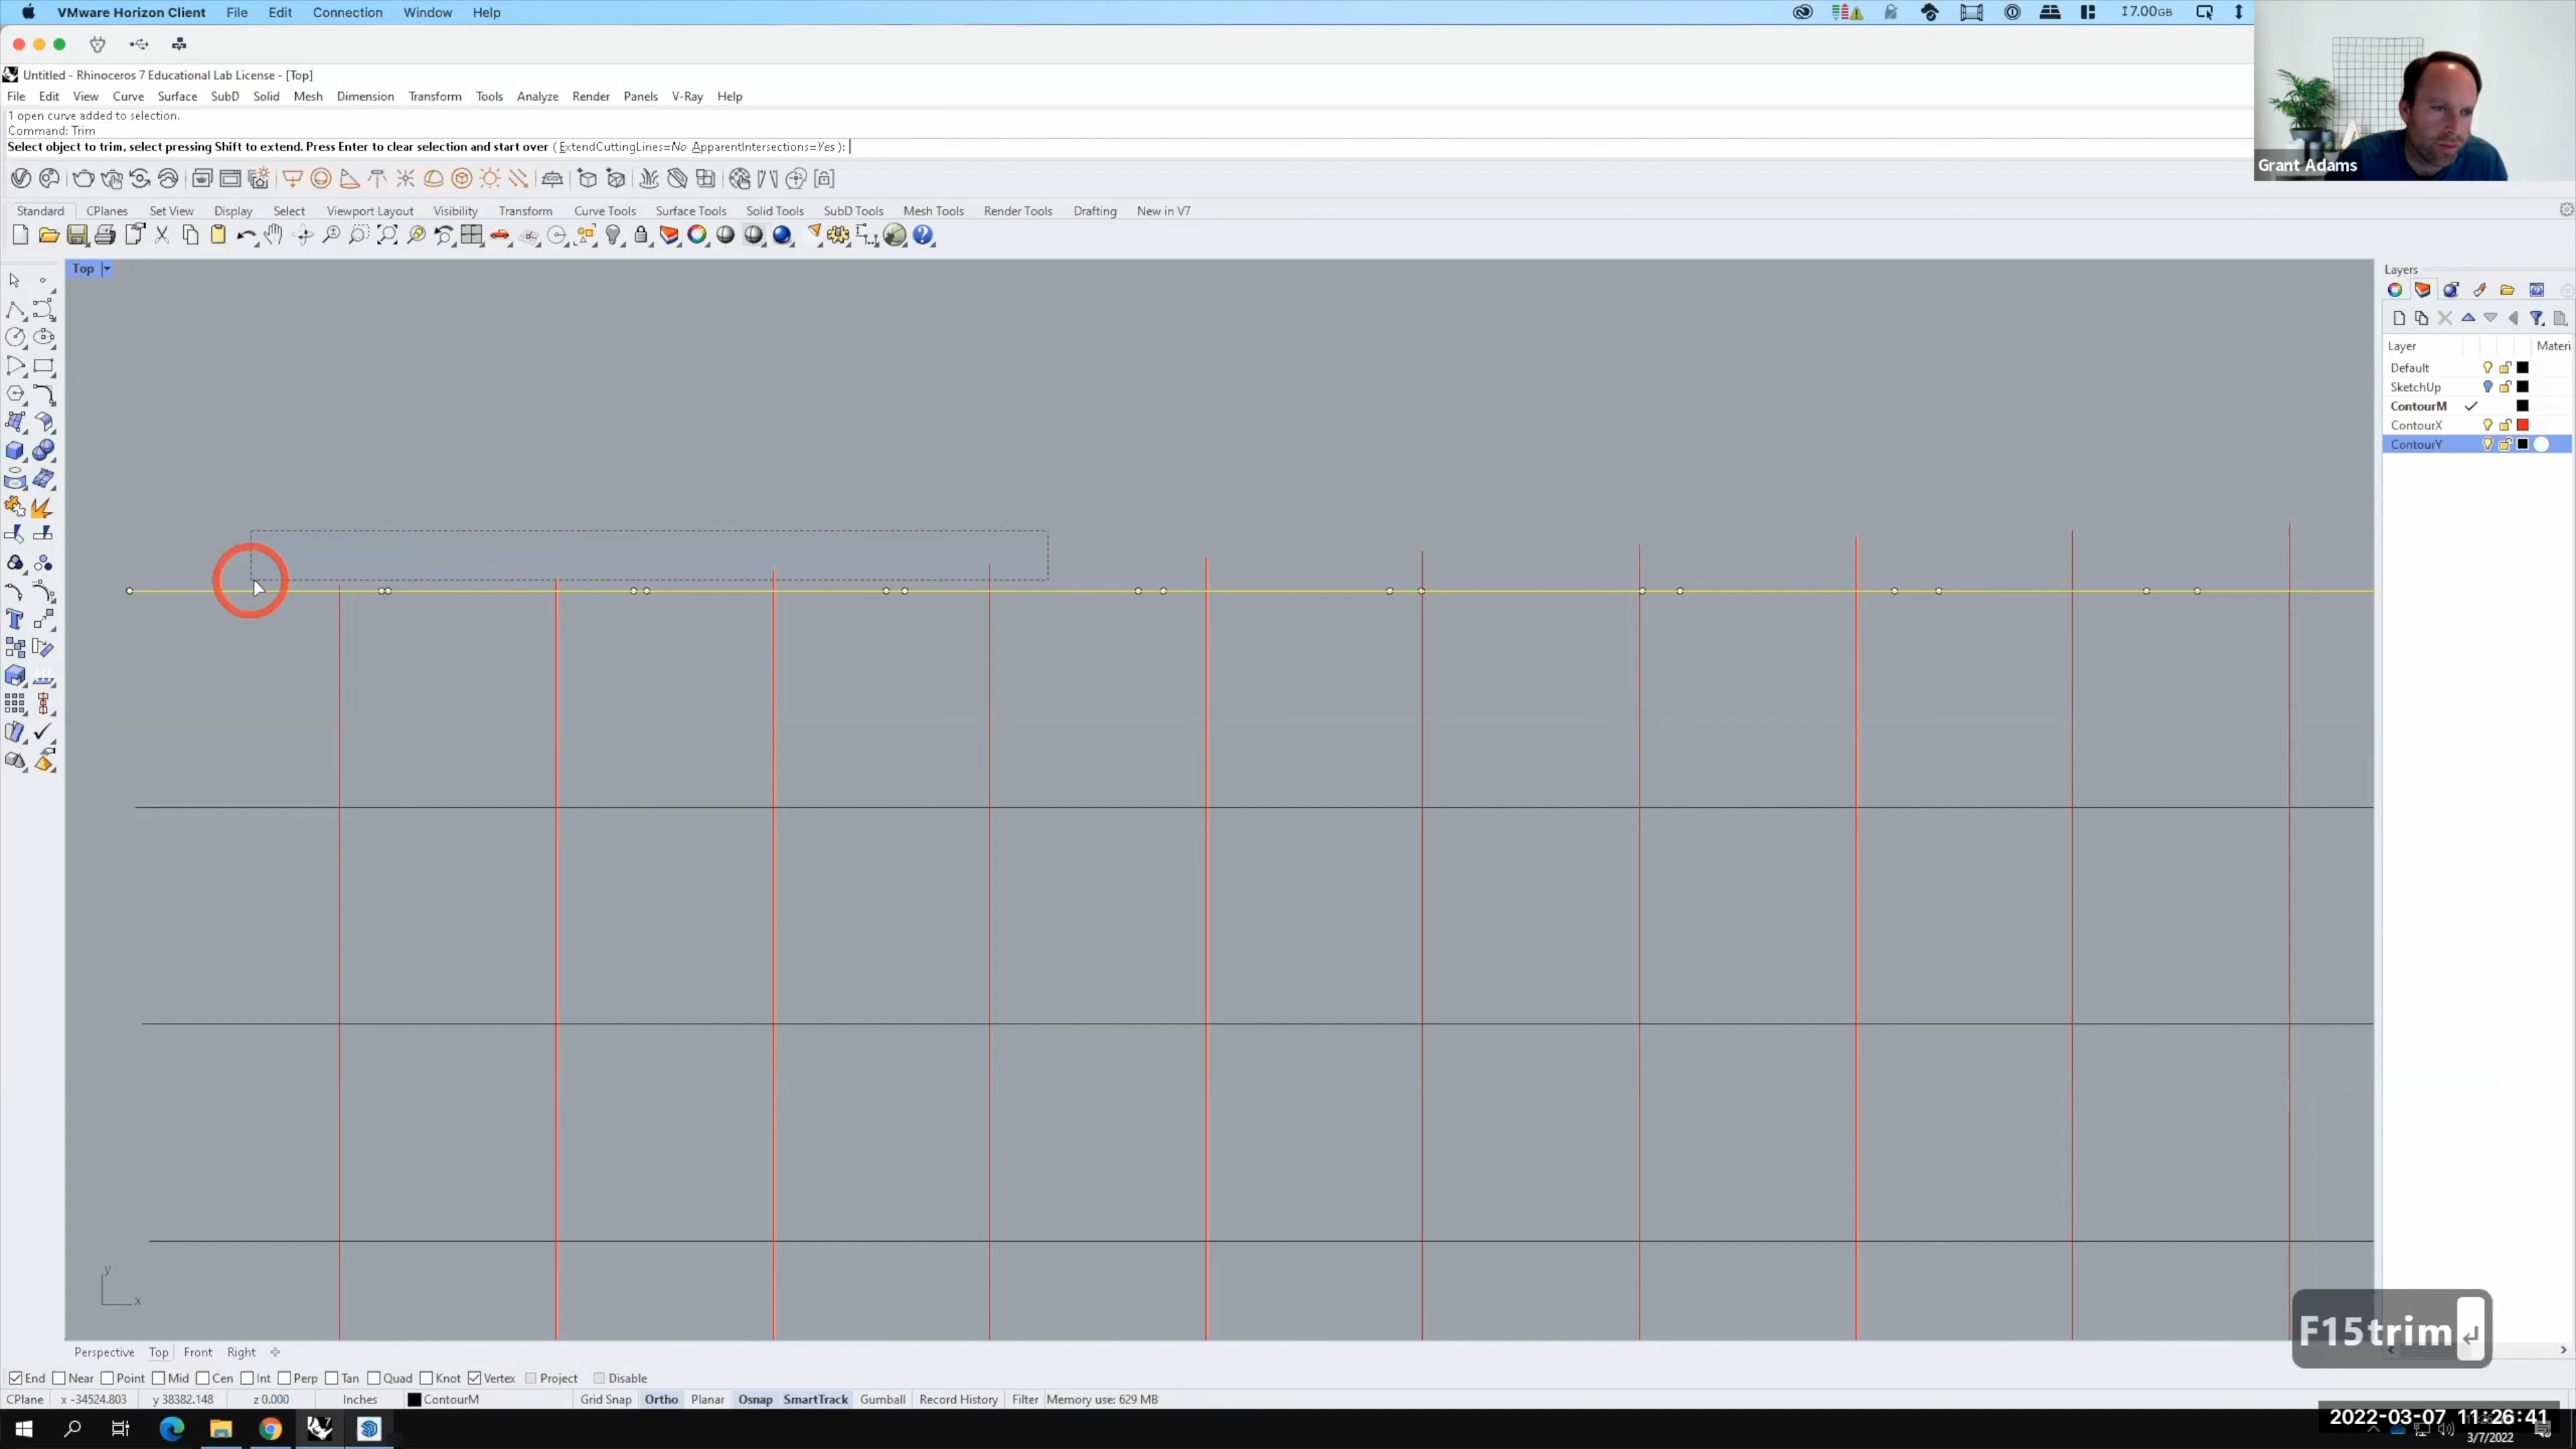 VMware Horizon Client File Edit Connection Window Help 17.00GB
Untitled - Rhinoceros 7 Educational Lab License - [Top]
File Edit View Curve Surface SubD Solid Mesh Dimension Transform Tools Analyze Render Panels V-Ray Help
1 open curve added to selection.
Command: Trim
Select object to trim, select pressing Shift to extend. Press Enter to clear selection and start over ( ExtendCuttingLines=No ApparentIntersections=Yes ):
Grant Adams
Standard CPlanes Set View Display Select Viewport Layout Visibility Transform Curve Tools Surface Tools Solid Tools SubD Tools Mesh Tools Render Tools Drafting New in V7
Top
Layers
Layer Materi
Default
SketchUp
ContourM
ContourX
ContourY
y
x
F15trim
Perspective Top Front Right
End Near Point Mid Cen Int Perp Tan Quad Knot Vertex Project Disable
CPlane x -34524.803 y 38382.148 z 0.000 Inches ContourM Grid Snap Ortho Planar Osnap SmartTrack Gumball Record History Filter Memory use: 629 MB
2022-03-07 11:26:41
3/7/2022